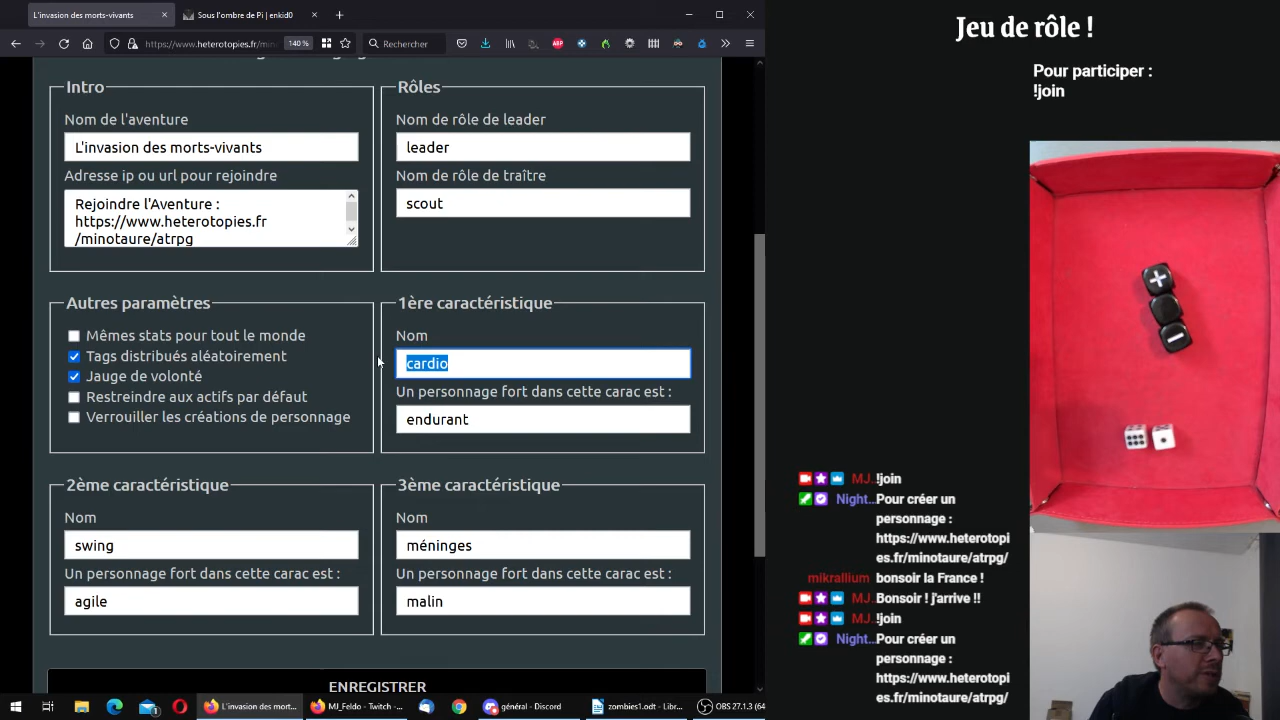 L'invasion des morts-vivants
Sous l'ombre de Pi | enkid0
https://www.heterotopies.fr/mino
140 %
Rechercher
Intro
Nom de l'aventure
L'invasion des morts-vivants
Adresse ip ou url pour rejoindre
Rejoindre l'Aventure :
https://www.heterotopies.fr
/minotaure/atrpg
Rôles
Nom de rôle de leader
leader
Nom de rôle de traître
scout
Autres paramètres
Mêmes stats pour tout le monde
Tags distribués aléatoirement
Jauge de volonté
Restreindre aux actifs par défaut
Verrouiller les créations de personnage
1ère caractéristique
Nom
cardio
Un personnage fort dans cette carac est :
endurant
2ème caractéristique
Nom
swing
Un personnage fort dans cette carac est :
agile
3ème caractéristique
Nom
méninges
Un personnage fort dans cette carac est :
malin
ENREGISTRER
L'invasion des mort...
MJ_Feldo - Twitch -...
général - Discord
zombies1.odt - Libr...
OBS 27.1.3 (64
Jeu de rôle !
Pour participer :
!join
MJ... !join
Night... Pour créer un
personnage :
https://www.heterotopi
es.fr/minotaure/atrpg/
mikrallium bonsoir la France !
MJ... Bonsoir ! j'arrive !!
MJ... !join
Night... Pour créer un
personnage :
https://www.heterotopi
es.fr/minotaure/atrpg/